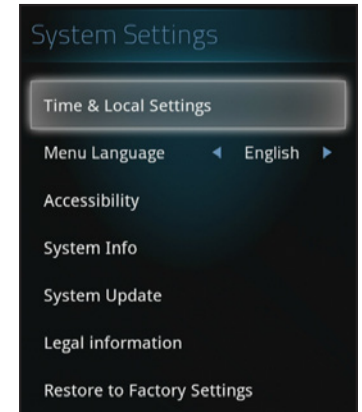 System Settings
Time & Local Settings
Menu Language ◀ English ▶
Accessibility
System Info
System Update
Legal information
Restore to Factory Settings